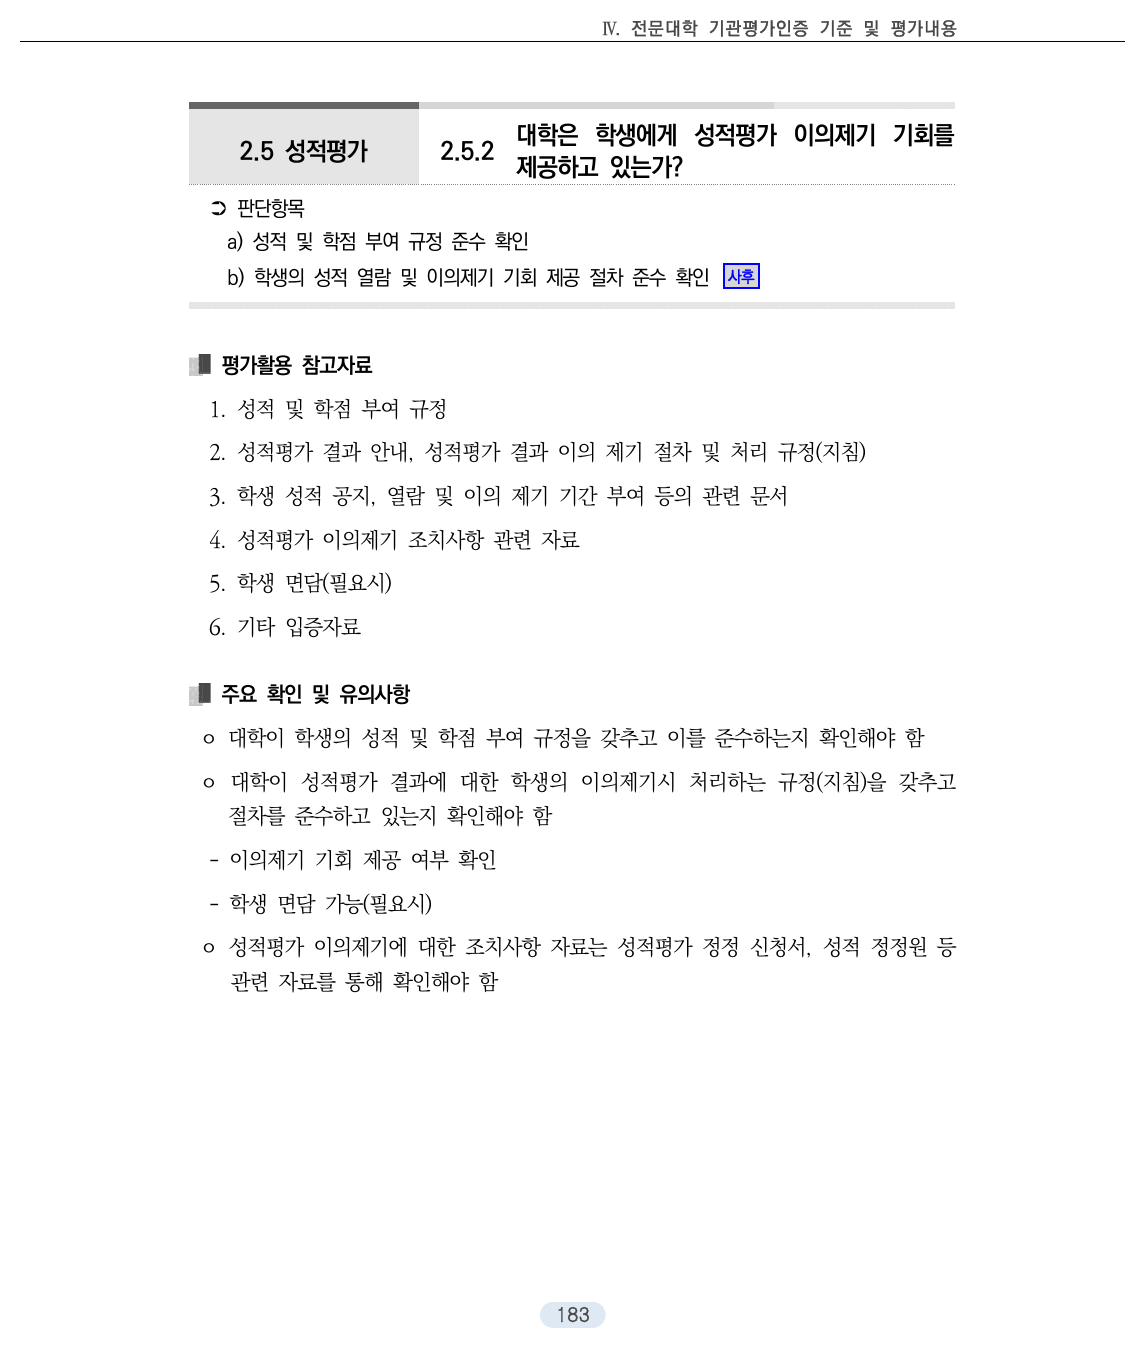 Ⅳ. 전문대학 기관평가인증 기준 및 평가내용
2.5 성적평가
2.5.2 대학은 학생에게 성적평가 이의제기 기회를
제공하고 있는가?
➲ 판단항목
a) 성적 및 학점 부여 규정 준수 확인
b) 학생의 성적 열람 및 이의제기 기회 제공 절차 준수 확인 사후
평가활용 참고자료
1. 성적 및 학점 부여 규정
2. 성적평가 결과 안내, 성적평가 결과 이의 제기 절차 및 처리 규정(지침)
3. 학생 성적 공지, 열람 및 이의 제기 기간 부여 등의 관련 문서
4. 성적평가 이의제기 조치사항 관련 자료
5. 학생 면담(필요시)
6. 기타 입증자료
주요 확인 및 유의사항
ㅇ 대학이 학생의 성적 및 학점 부여 규정을 갖추고 이를 준수하는지 확인해야 함
ㅇ 대학이 성적평가 결과에 대한 학생의 이의제기시 처리하는 규정(지침)을 갖추고
절차를 준수하고 있는지 확인해야 함
- 이의제기 기회 제공 여부 확인
- 학생 면담 가능(필요시)
ㅇ 성적평가 이의제기에 대한 조치사항 자료는 성적평가 정정 신청서, 성적 정정원 등
관련 자료를 통해 확인해야 함
183